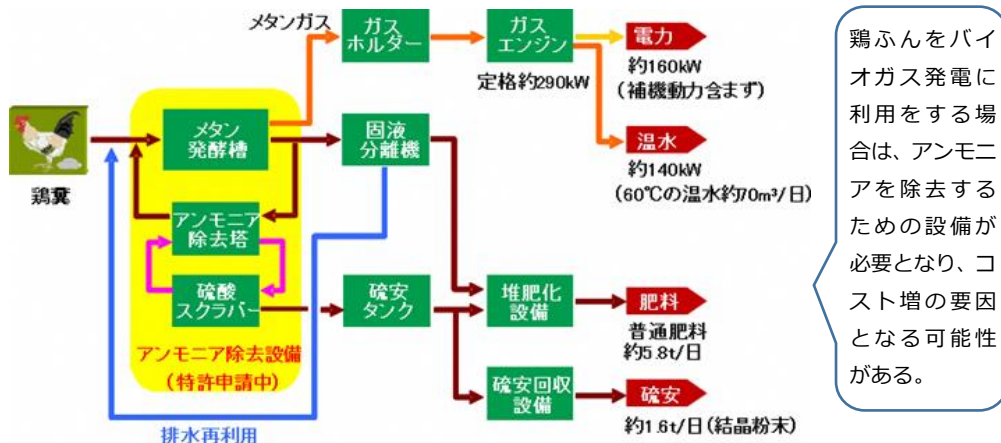 メタンガス
ガス
ホルダー
ガス
エンジン
定格約290kW
電力
約160kW
(補機動力含まず)
温水
約140kW
(60℃の温水約70m³/日)
鶏糞
メタン
発酵槽
固液
分離機
アンモニア
除去塔
硫酸
スクラバー
硫安
タンク
堆肥化
設備
肥料
普通肥料
約5.8t/日
アンモニア除去設備
(特許申請中)
硫安回収
設備
硫安
約1.6t/日(結晶粉末)
排水再利用
鶏ふんをバイ
オガス発電に
利用をする場
合は、アンモニ
アを除去する
ための設備が
必要となり、コ
スト増の要因
となる可能性
がある。